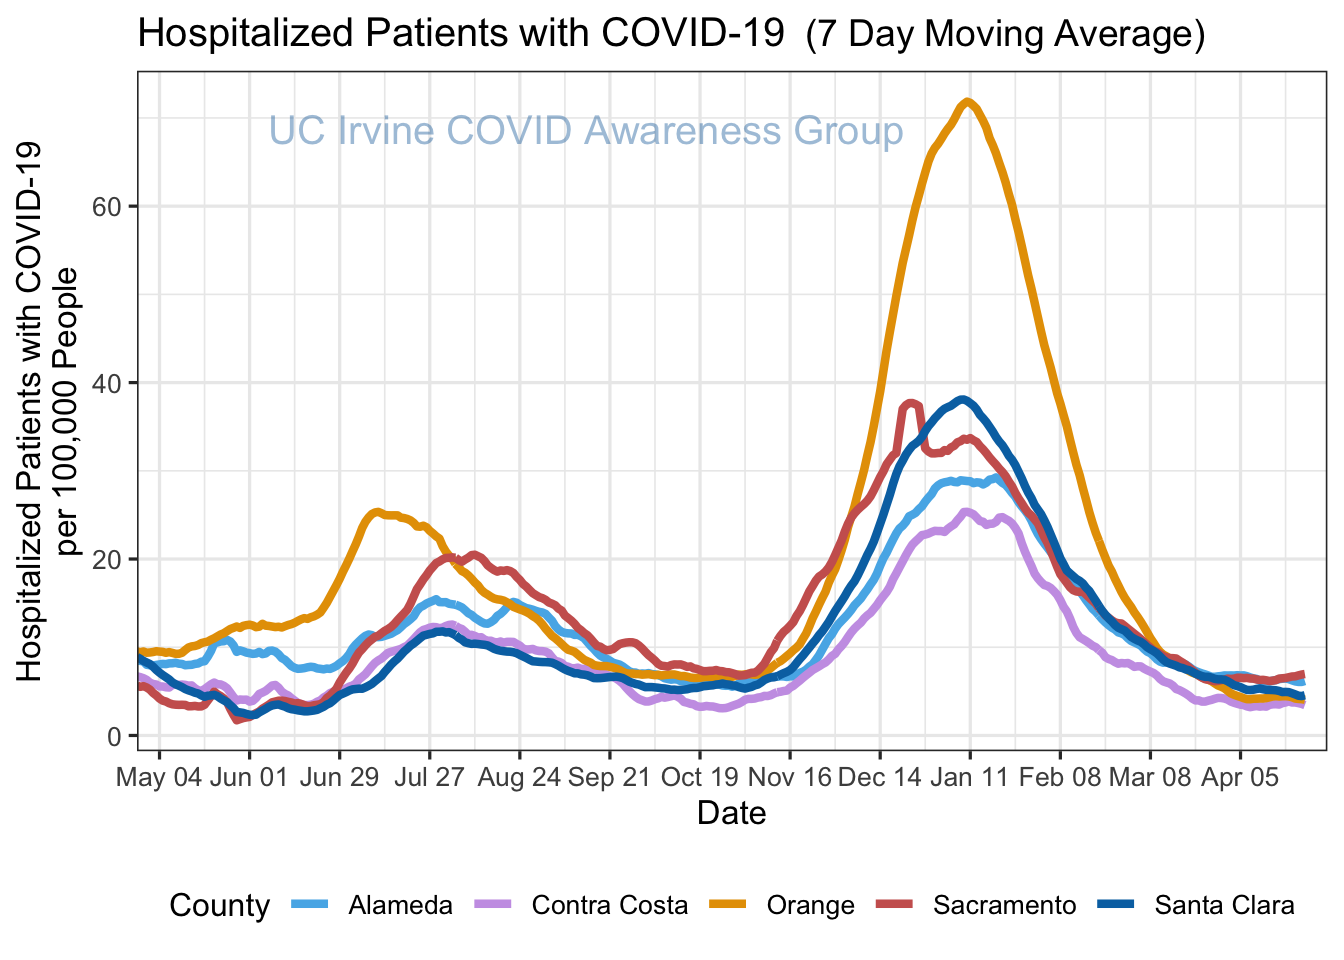 Hospitalized Patients with COVID-19  (7 Day Moving Average)
UC Irvine COVID Awareness Group
Hospitalized Patients with COVID-19
per 100,000 People
60
40
20
0
May 04 Jun 01 Jun 29 Jul 27 Aug 24 Sep 21 Oct 19 Nov 16 Dec 14 Jan 11 Feb 08 Mar 08 Apr 05
Date
County Alameda Contra Costa Orange Sacramento Santa Clara